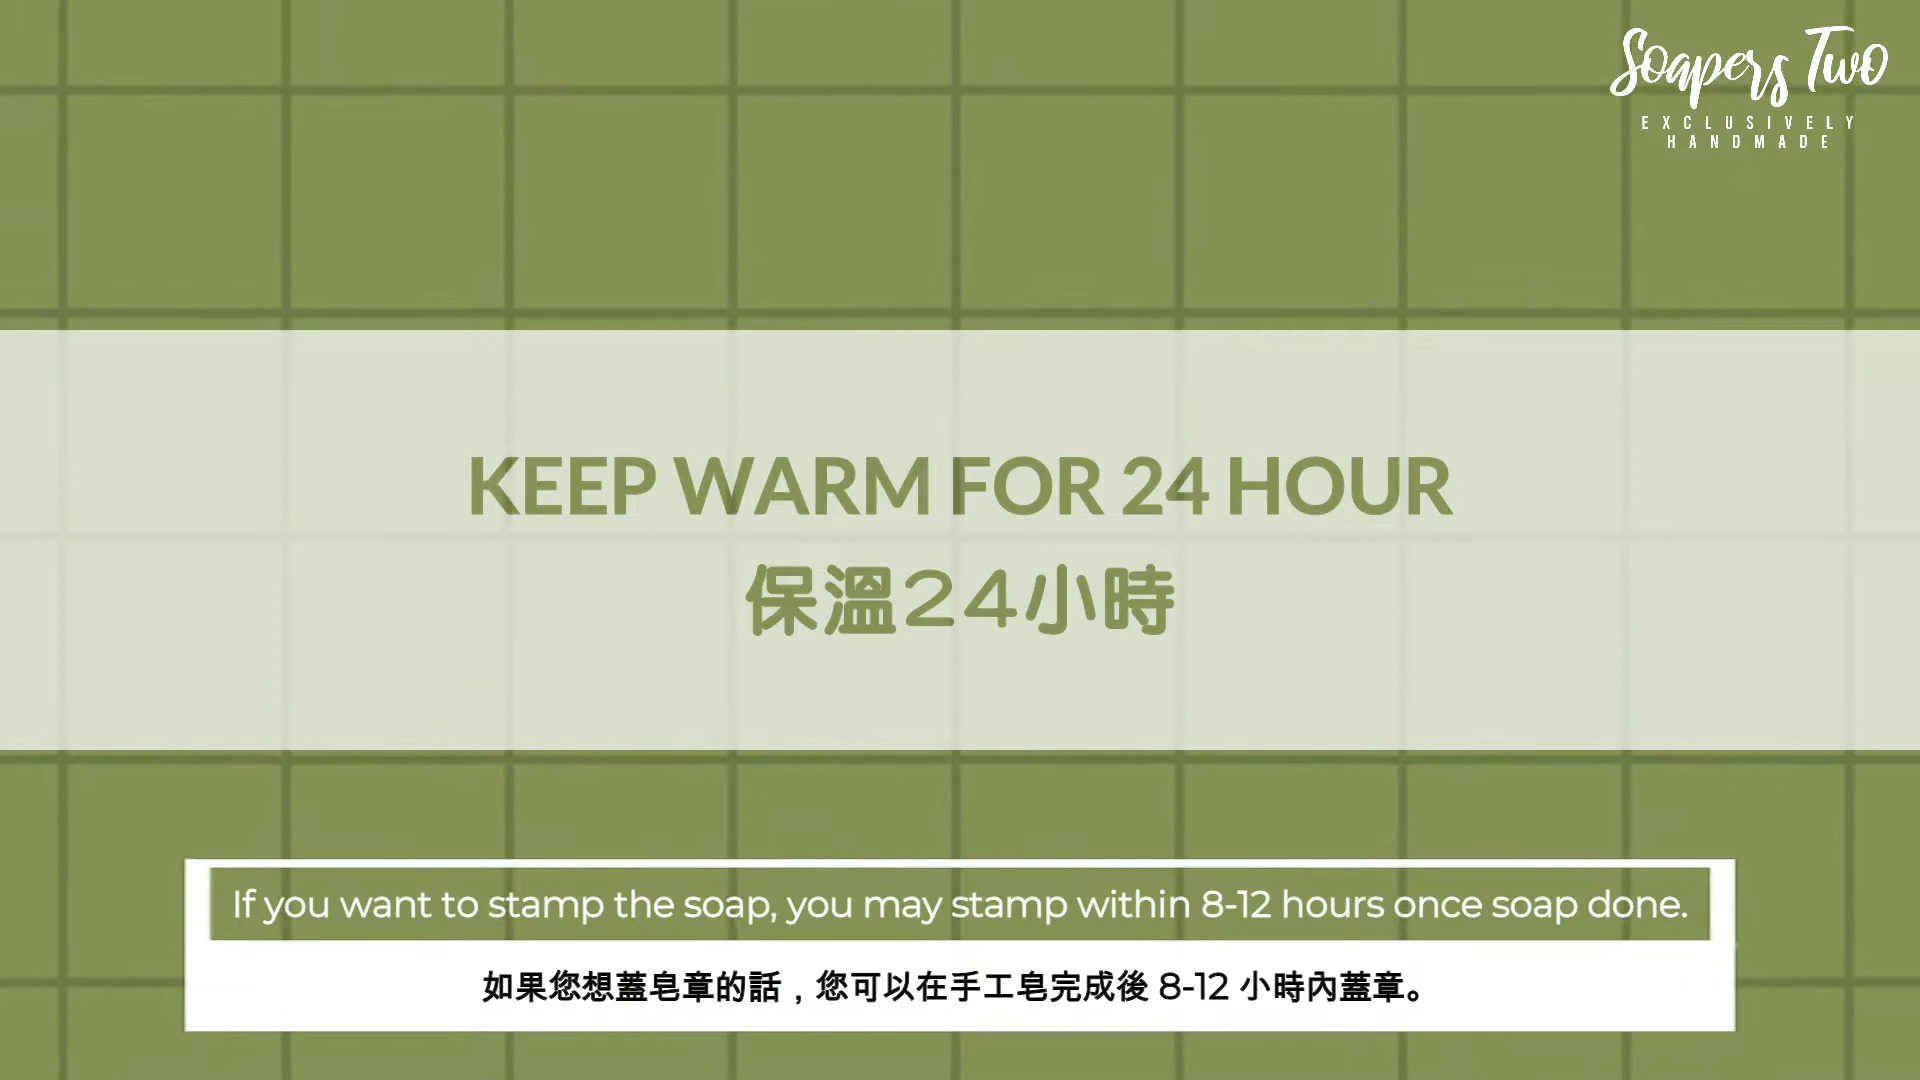 Soapers Two
EXCLUSIVELY
HANDMADE
KEEP WARM FOR 24 HOUR
保溫24小時
If you want to stamp the soap, you may stamp within 8-12 hours once soap done.
如果您想蓋皂章的話，您可以在手工皂完成後 8-12 小時內蓋章。